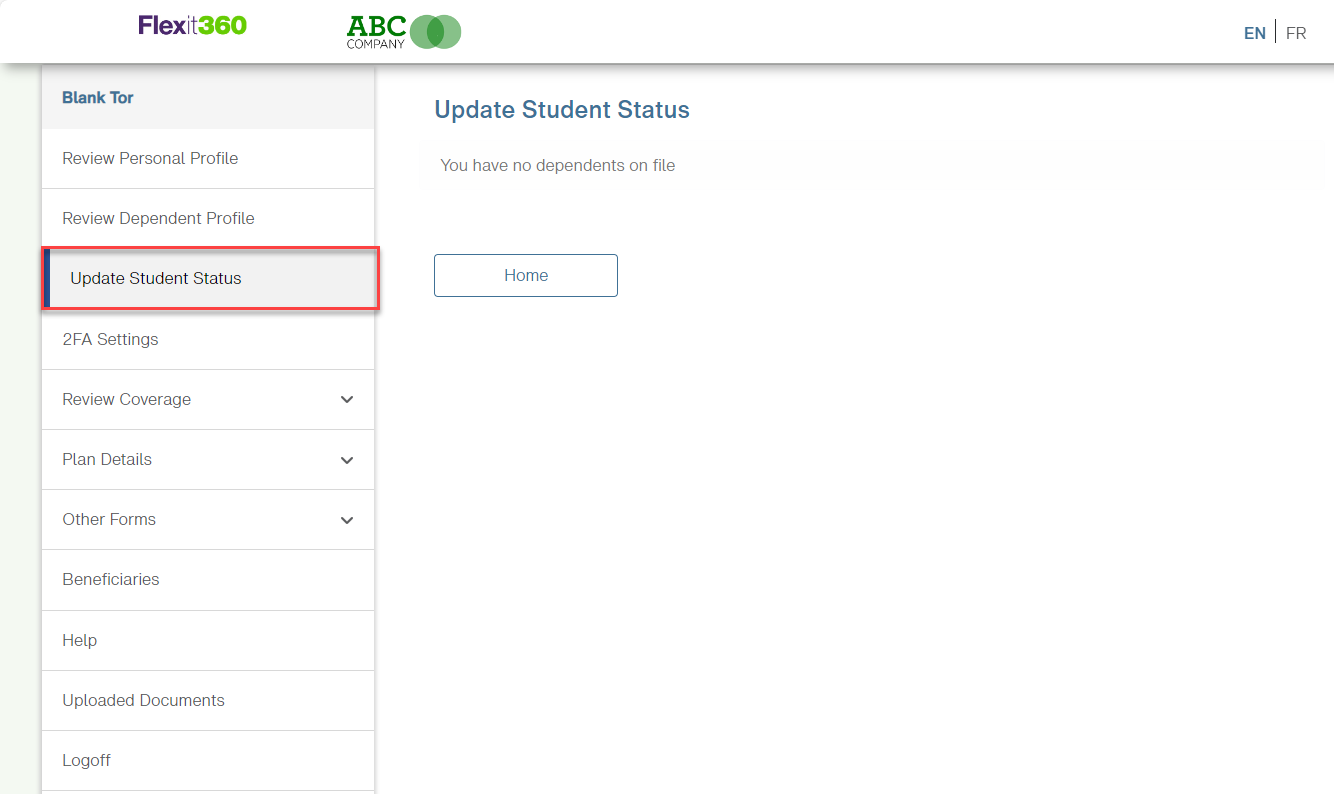 Flexit360
ABC
COMPANY
EN
FR
Blank Tor
Review Personal Profile
Review Dependent Profile
Update Student Status
2FA Settings
Review Coverage
Plan Details
Other Forms
Beneficiaries
Help
Uploaded Documents
Logoff
Update Student Status
You have no dependents on file
Home